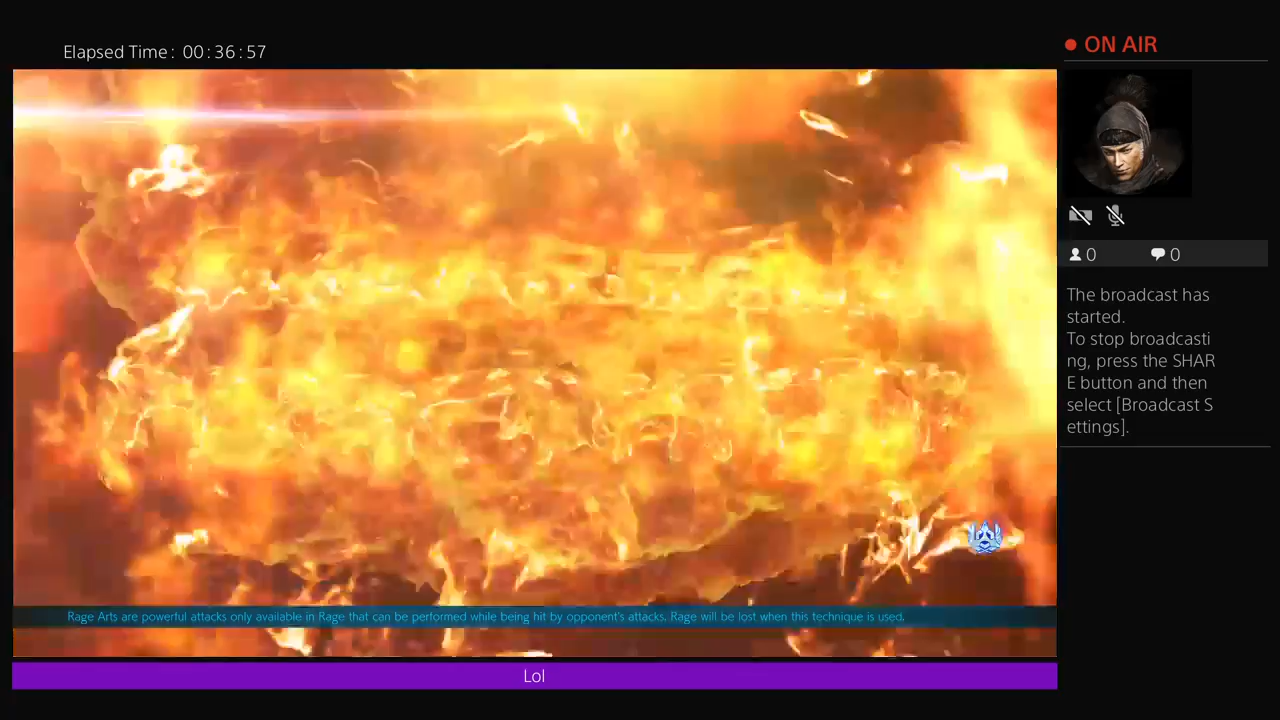 Elapsed Time: 00:36:57
ON AIR
0
0
The broadcast has
started.
To stop broadcasti
ng, press the SHAR
E button and then
select [Broadcast S
ettings].
Rage Arts are powerful attacks only available in Rage that can be performed while being hit by opponent's attacks. Rage will be lost when this technique is used.
Lol